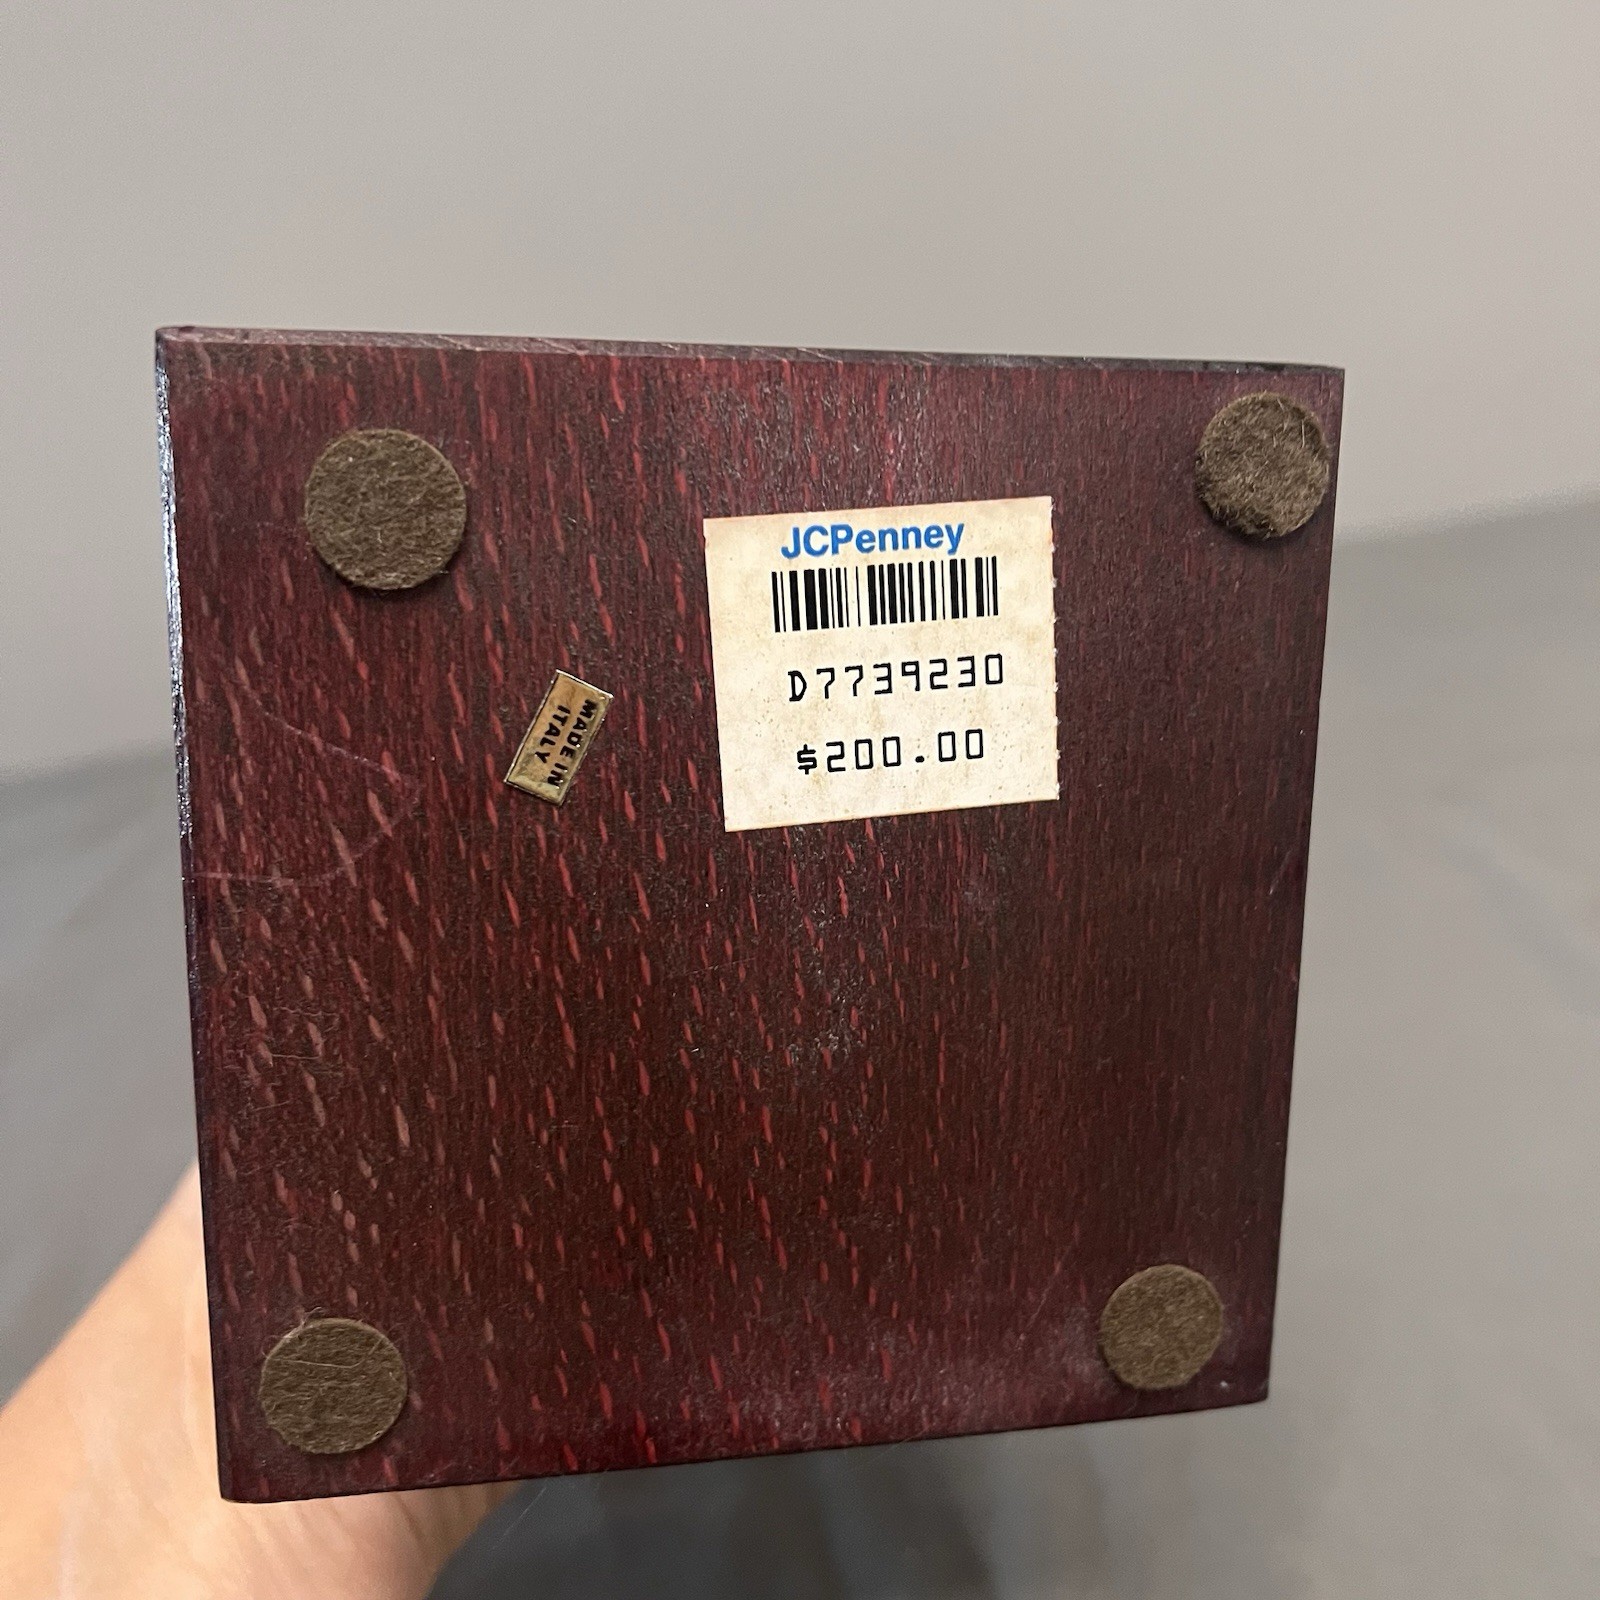 JCPenney
D7739230
$200.00
MADE IN
ITALY